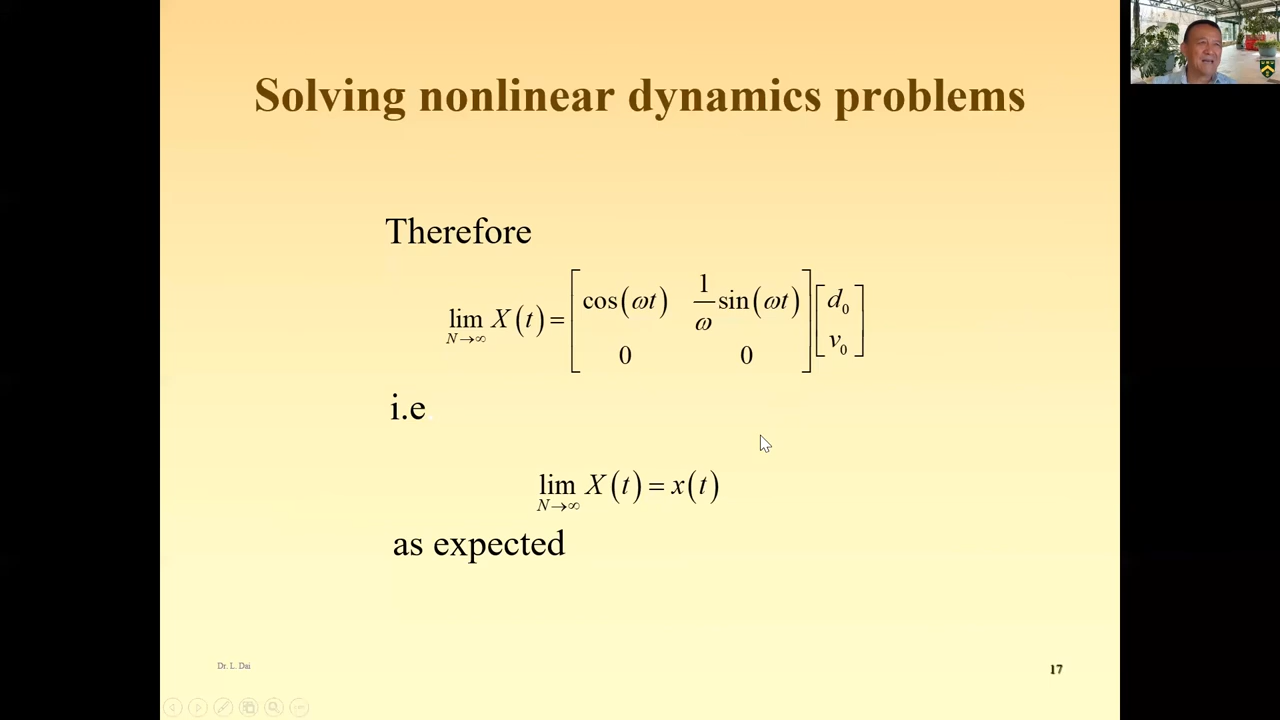 Solving nonlinear dynamics problems
Therefore
lim N→∞ X(t) = [cos(ωt) 1/ω sin(ωt); 0 0] [d₀; v₀]
i.e
lim N→∞ X(t) = x(t)
as expected
Dr. L. Dai
17